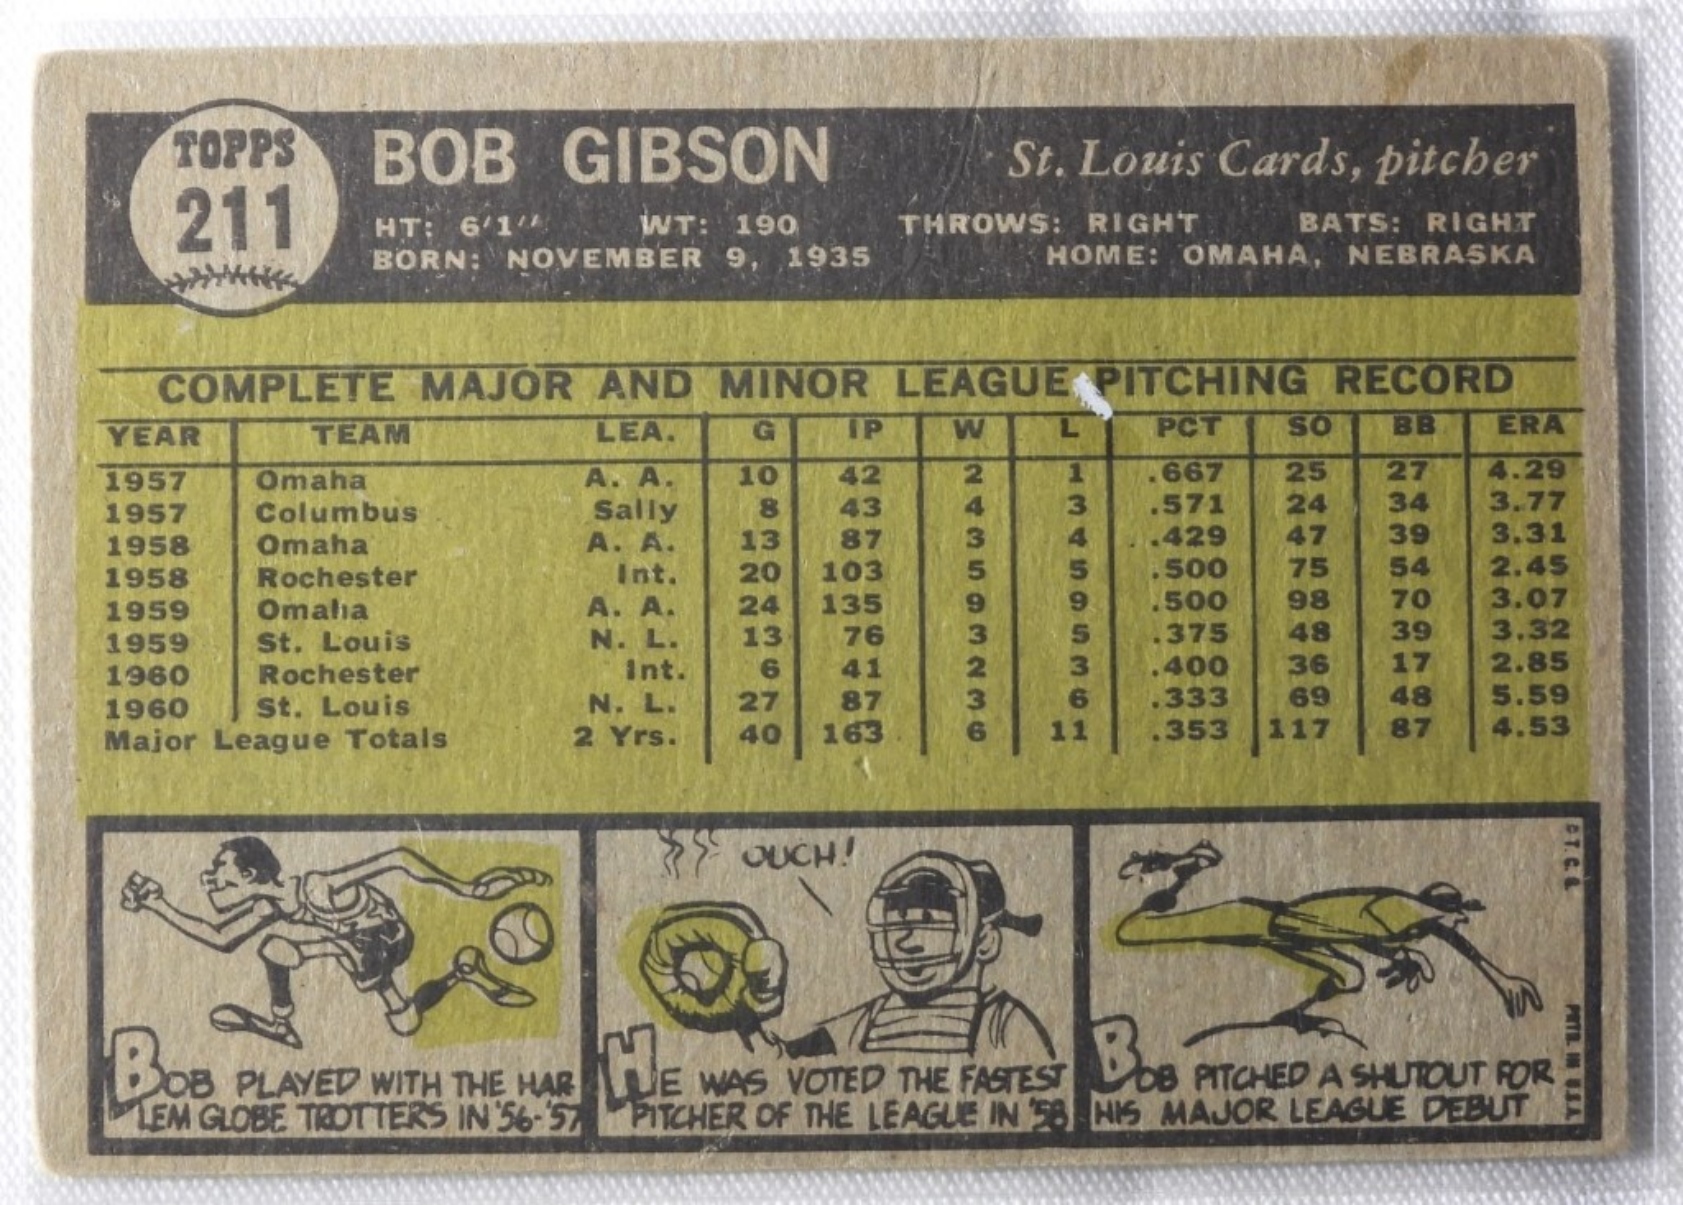 TOPPS
211
BOB GIBSON
St. Louis Cards, pitcher
HT: 6'1" WT: 190 THROWS: RIGHT BATS: RIGHT
BORN: NOVEMBER 9, 1935 HOME: OMAHA, NEBRASKA
COMPLETE MAJOR AND MINOR LEAGUE PITCHING RECORD
YEAR TEAM LEA. G IP W L PCT SO BB ERA
1957 Omaha A. A. 10 42 2 1 .667 25 27 4.29
1957 Columbus Sally 8 43 4 3 .571 24 34 3.77
1958 Omaha A. A. 13 87 3 4 .429 47 39 3.31
1958 Rochester Int. 20 103 5 5 .500 75 54 2.45
1959 Omaha A. A. 24 135 9 9 .500 98 70 3.07
1959 St. Louis N. L. 13 76 3 5 .375 48 39 3.32
1960 Rochester Int. 6 41 2 3 .400 36 17 2.85
1960 St. Louis N. L. 27 87 3 6 .333 69 48 5.59
Major League Totals 2 Yrs. 40 163 6 11 .353 117 87 4.53
BOB PLAYED WITH THE HAR
LEM GLOBE TROTTERS IN '56-'57
OUCH!
HE WAS VOTED THE FASTEST
PITCHER OF THE LEAGUE IN '58
BOB PITCHED A SHUTOUT FOR
HIS MAJOR LEAGUE DEBUT
PTD. IN U.S.A.